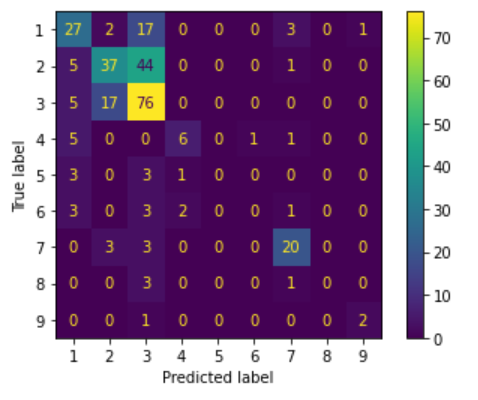 1 27 2 17 0 0 0 3 0 1
2 5 37 44 0 0 0 1 0 0
3 5 17 76 0 0 0 0 0 0
4 5 0 0 6 0 1 1 0 0
5 3 0 3 1 0 0 0 0 0
6 3 0 3 2 0 0 1 0 0
7 0 3 3 0 0 0 20 0 0
8 0 0 3 0 0 0 1 0 0
9 0 0 1 0 0 0 0 0 2
1 2 3 4 5 6 7 8 9
Predicted label
True label
70
60
50
40
30
20
10
0